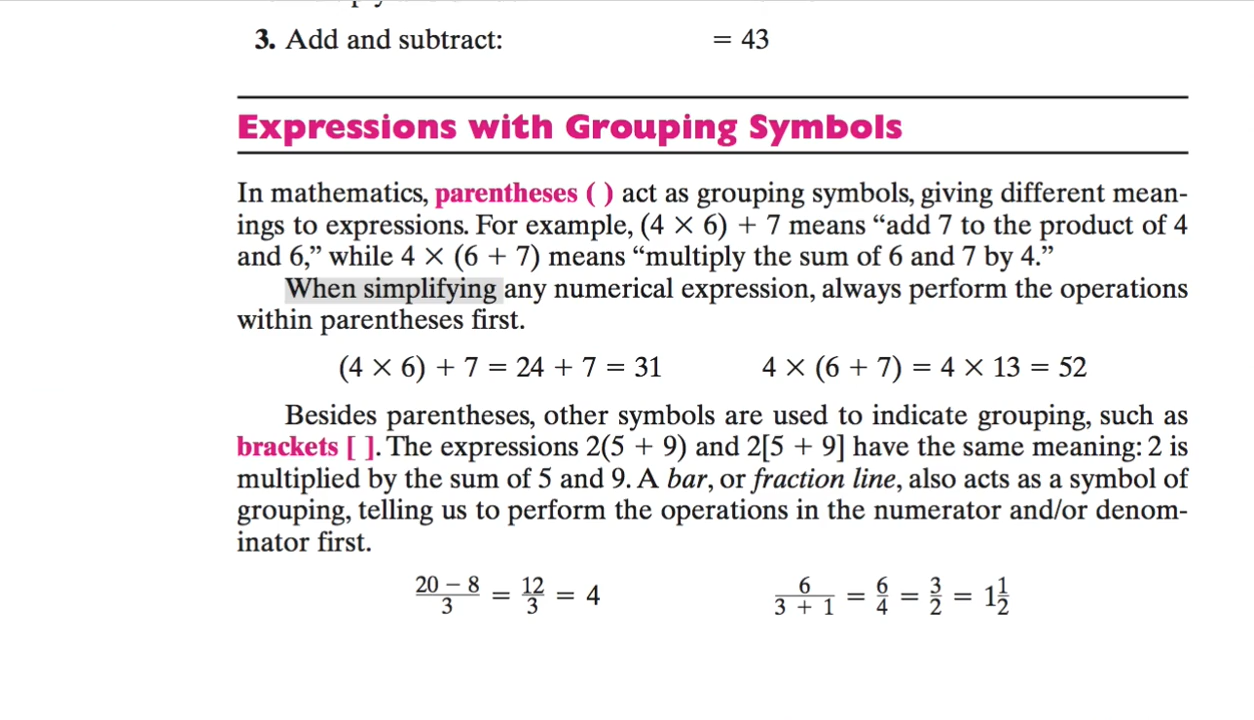 3. Add and subtract: = 43
Expressions with Grouping Symbols
In mathematics, parentheses ( ) act as grouping symbols, giving different mean-
ings to expressions. For example, (4 × 6) + 7 means “add 7 to the product of 4
and 6,” while 4 × (6 + 7) means “multiply the sum of 6 and 7 by 4.”
When simplifying any numerical expression, always perform the operations
within parentheses first.
(4 × 6) + 7 = 24 + 7 = 31 4 × (6 + 7) = 4 × 13 = 52
Besides parentheses, other symbols are used to indicate grouping, such as
brackets [ ]. The expressions 2(5 + 9) and 2[5 + 9] have the same meaning: 2 is
multiplied by the sum of 5 and 9. A bar, or fraction line, also acts as a symbol of
grouping, telling us to perform the operations in the numerator and/or denom-
inator first.
(20 − 8)/3 = 12/3 = 4 6/(3 + 1) = 6/4 = 3/2 = 1 1/2